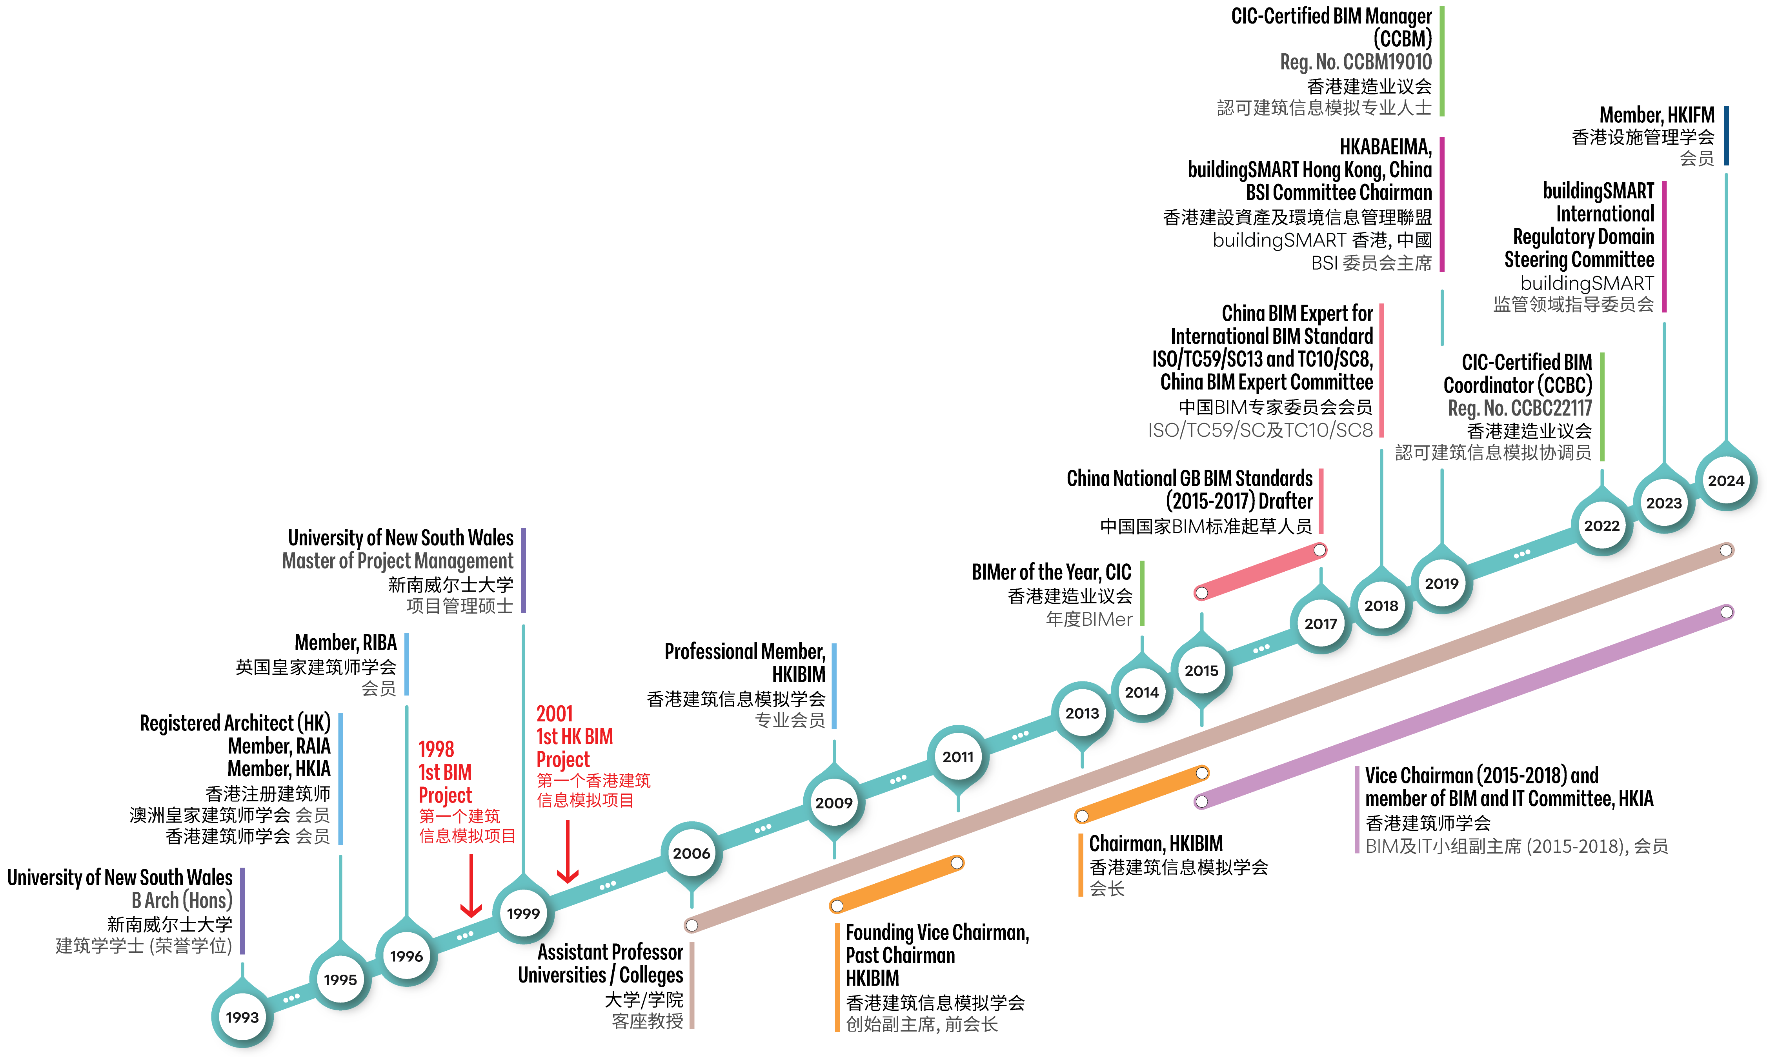 CIC-Certified BIM Manager
(CCBM)
Reg. No. CCBM19010
香港建造业议会
認可建筑信息模拟专业人士
HKABAEIMA,
buildingSMART Hong Kong, China
BSI Committee Chairman
香港建設資產及環境信息管理聯盟
buildingSMART 香港, 中國
BSI 委员会主席
Member, HKIFM
香港设施管理学会
会员
buildingSMART
International
Regulatory Domain
Steering Committee
buildingSMART
监管领域指导委员会
China BIM Expert for
International BIM Standard
ISO/TC59/SC13 and TC10/SC8,
China BIM Expert Committee
中国BIM专家委员会会员
ISO/TC59/SC及TC10/SC8
CIC-Certified BIM
Coordinator (CCBC)
Reg. No. CCBC22117
香港建造业议会
認可建筑信息模拟协调员
China National GB BIM Standards
(2015-2017) Drafter
中国国家BIM标准起草人员
BIMer of the Year, CIC
香港建造业议会
年度BIMer
University of New South Wales
Master of Project Management
新南威尔士大学
项目管理硕士
Member, RIBA
英国皇家建筑师学会
会员
Professional Member,
HKIBIM
香港建筑信息模拟学会
专业会员
Registered Architect (HK)
Member, RAIA
Member, HKIA
香港注册建筑师
澳洲皇家建筑师学会 会员
香港建筑师学会 会员
1998
1st BIM
Project
第一个建筑
信息模拟项目
2001
1st HK BIM
Project
第一个香港建筑
信息模拟项目
University of New South Wales
B Arch (Hons)
新南威尔士大学
建筑学学士 (荣誉学位)
1993
1995
1996
1999
2006
2009
2011
2013
2014
2015
2017
2018
2019
2022
2023
2024
Assistant Professor
Universities / Colleges
大学/学院
客座教授
Founding Vice Chairman,
Past Chairman
HKIBIM
香港建筑信息模拟学会
创始副主席, 前会长
Chairman, HKIBIM
香港建筑信息模拟学会
会长
Vice Chairman (2015-2018) and
member of BIM and IT Committee, HKIA
香港建筑师学会
BIM及IT小组副主席 (2015-2018), 会员